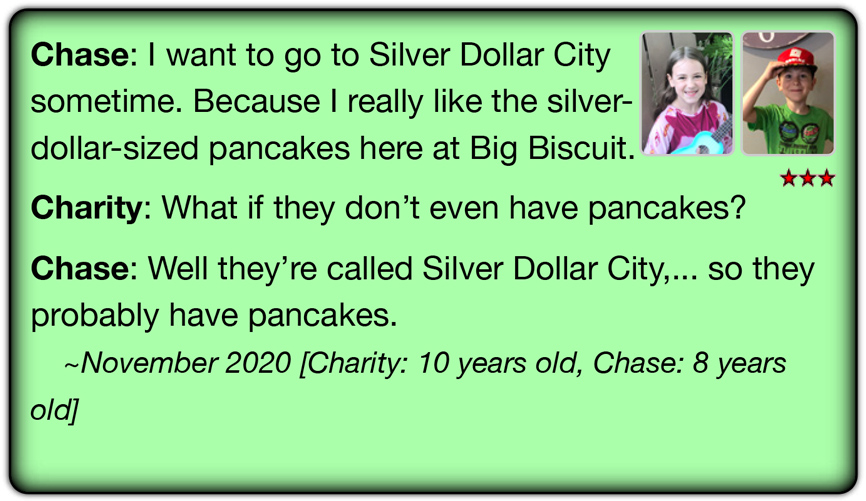 Chase: I want to go to Silver Dollar City
sometime. Because I really like the silver-
dollar-sized pancakes here at Big Biscuit.
Charity: What if they don’t even have pancakes?
Chase: Well they’re called Silver Dollar City,... so they
probably have pancakes.
~November 2020 [Charity: 10 years old, Chase: 8 years
old]